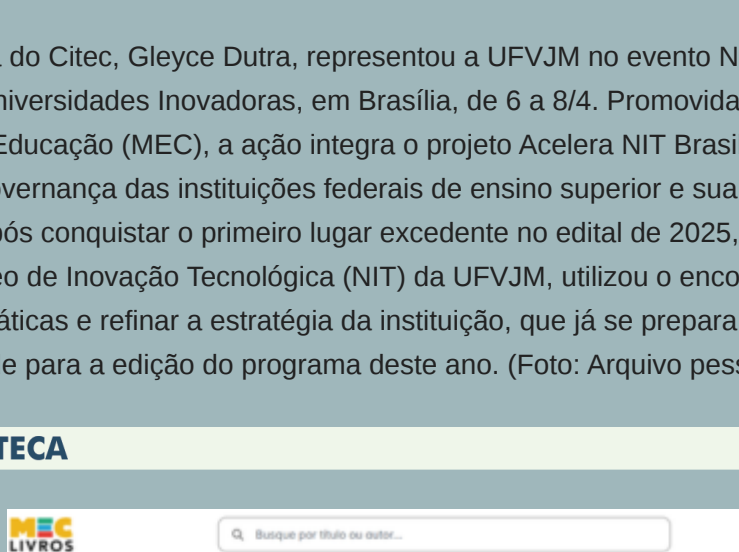 do Citec, Gleyce Dutra, representou a UFVJM no evento
niversidades Inovadoras, em Brasília, de 6 a 8/4. Promovida
Educação (MEC), a ação integra o projeto Acelera NIT Brasi
vernança das instituições federais de ensino superior e sua
ós conquistar o primeiro lugar excedente no edital de 2025,
eo de Inovação Tecnológica (NIT) da UFVJM, utilizou o enco
áticas e refinar a estratégia da instituição, que já se prepara
e para a edição do programa deste ano. (Foto: Arquivo pess
TECA
MEC
LIVROS
Busque por título ou autor...